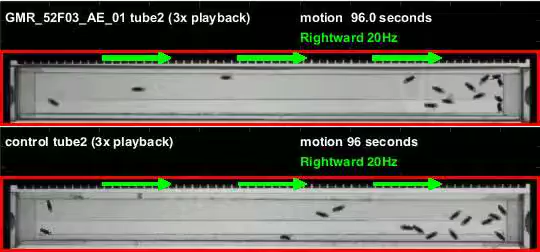 GMR_52F03_AE_01 tube2 (3x playback)
motion  96.0 seconds
Rightward 20Hz
control tube2 (3x playback)
motion 96 seconds
Rightward 20Hz